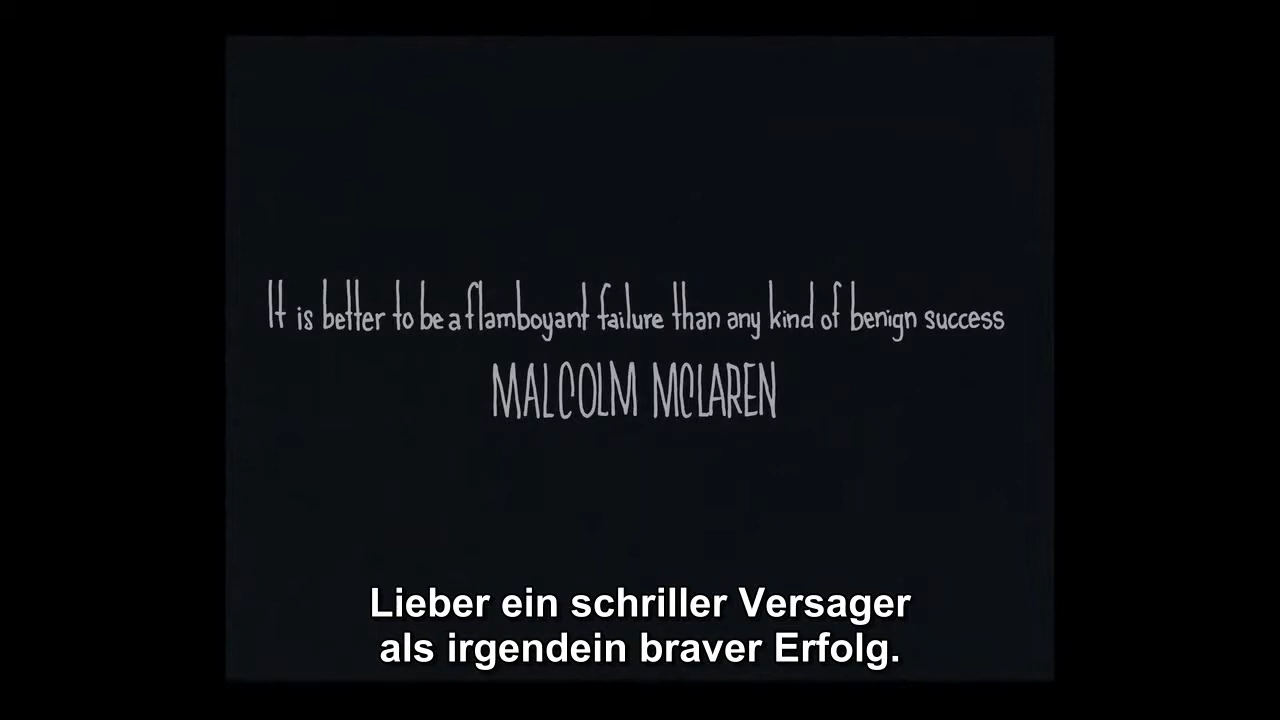 It is better to be a flamboyant failure than any kind of benign success
MALCOLM MCLAREN
Lieber ein schriller Versager
als irgendein braver Erfolg.